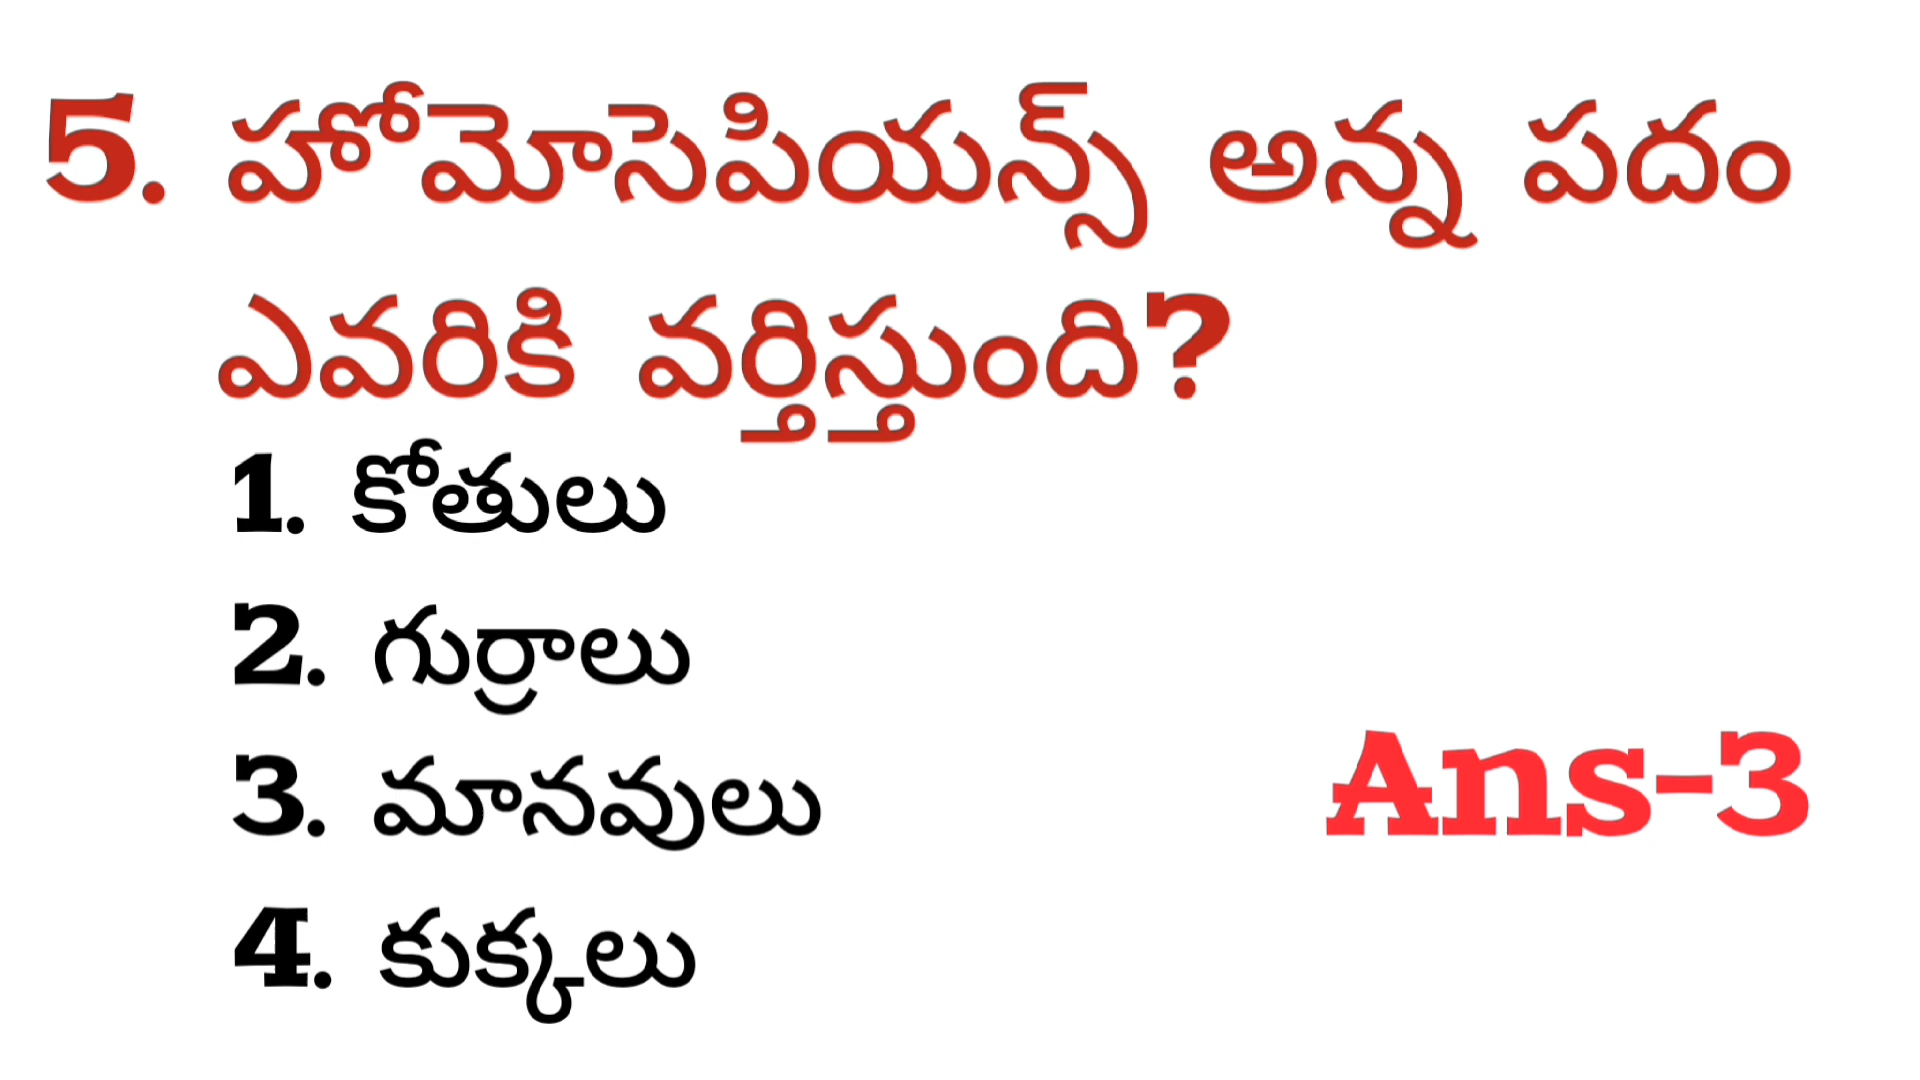 5. హోమోసెపియన్స్ అన్న పదం
ఎవరికి వర్తిస్తుంది?
1. కోతులు
2. గుర్రాలు
3. మానవులు
Ans-3
4. కుక్కలు